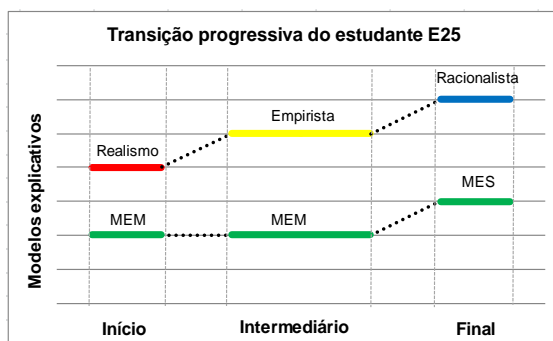 Transição progressiva do estudante E25
Racionalista
Empirista
Realismo
MES
MEM
MEM
Modelos explicativos
Início
Intermediário
Final